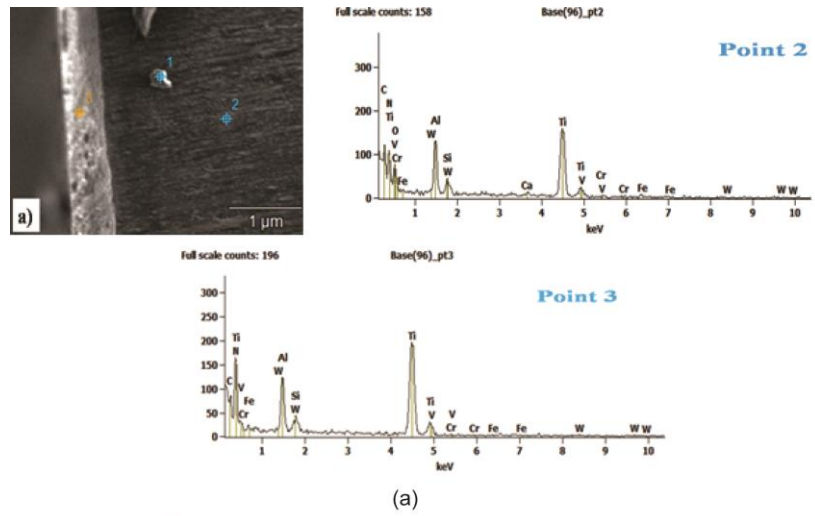 1
2
3
a)
1 μm
Full scale counts: 158
Base(96)_pt2
Point 2
300
200
100
0
C
N
Ti
O
V
Cr
Fe
Al
W
Si
W
Ca
Ti
Ti
V
Cr
V
Cr
Fe
Fe
W
W
W
1 2 3 4 5 6 7 8 9 10
keV
Full scale counts: 196
Base(96)_pt3
Point 3
300
250
200
150
100
50
0
Ti
N
C
V
Fe
Cr
Al
W
Si
W
Ti
Ti
V
V
Cr
Cr
Fe
Fe
W
W
W
1 2 3 4 5 6 7 8 9 10
keV
(a)